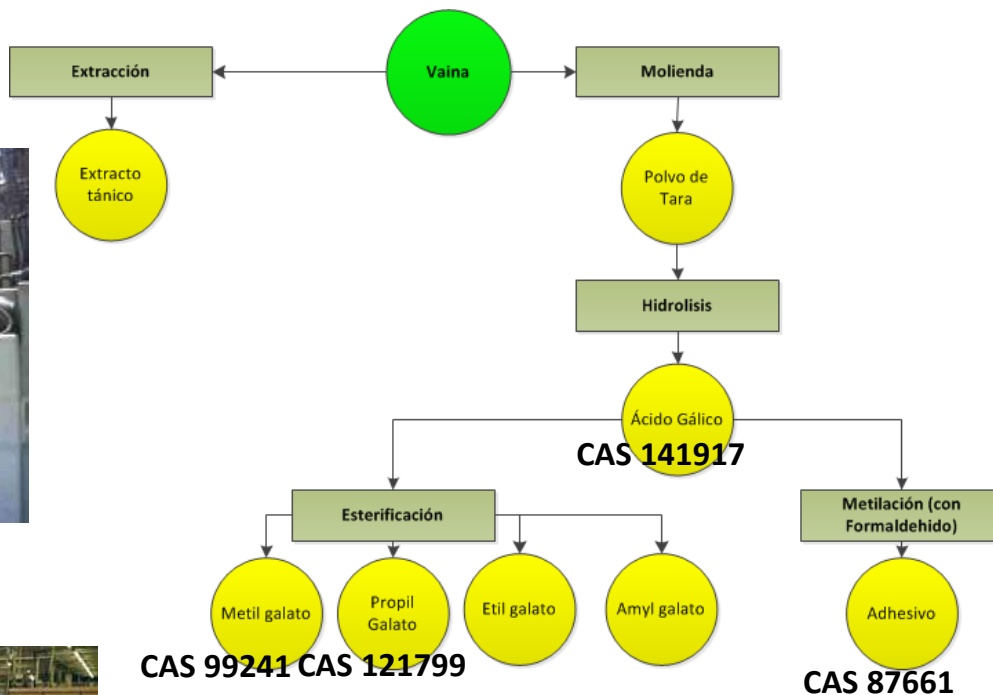 Extracción
Vaina
Molienda
Extracto
tánico
Polvo de
Tara
Hidrolisis
Ácido Gálico
CAS 141917
Esterificación
Metilación (con
Formaldehido)
Metil galato
Propil
Galato
Etil galato
Amyl galato
Adhesivo
CAS 99241
CAS 121799
CAS 87661